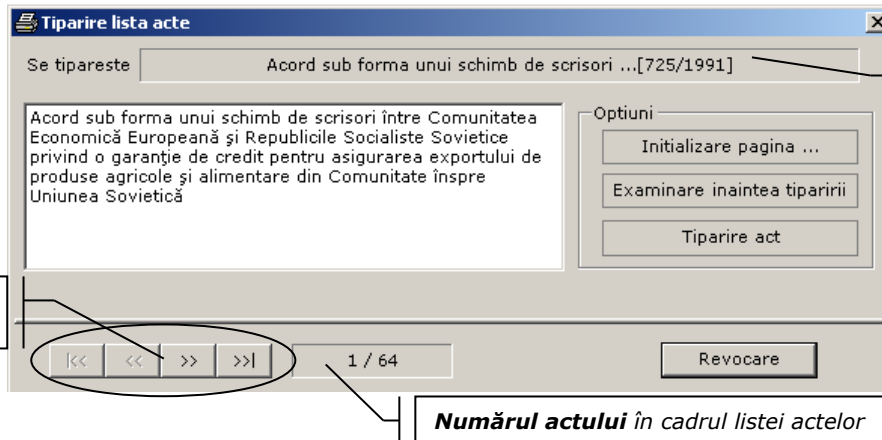 Tiparire lista acte
Se tipareste
Acord sub forma unui schimb de scrisori ...[725/1991]
Acord sub forma unui schimb de scrisori între Comunitatea
Economică Europeană şi Republicile Socialiste Sovietice
privind o garanţie de credit pentru asigurarea exportului de
produse agricole şi alimentare din Comunitate înspre
Uniunea Sovietică
Optiuni
Initializare pagina ...
Examinare inaintea tiparirii
Tiparire act
|<< << >> >>| 1 / 64 Revocare
Numărul actului în cadrul listei actelor